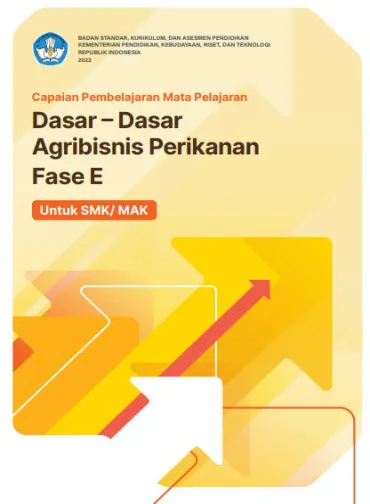 BADAN STANDAR, KURIKULUM, DAN ASESMEN PENDIDIKAN
KEMENTERIAN PENDIDIKAN, KEBUDAYAAN, RISET, DAN TEKNOLOGI
REPUBLIK INDONESIA
2022
Capaian Pembelajaran Mata Pelajaran
Dasar – Dasar
Agribisnis Perikanan
Fase E
Untuk SMK/ MAK